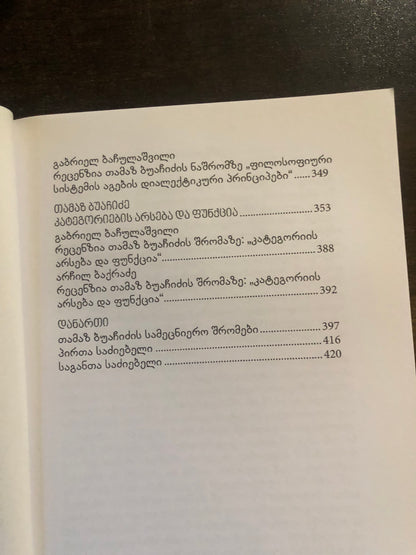 გაბრიელ ბაჩულაშვილი
რეცენზია თამაზ ბუაჩიძის ნაშრომზე „ფილოსოფიური
სისტემის აგების დიალექტიკური პრინციპები“ ...... 349
თამაზ ბუაჩიძე
კატეგორიების არსება და ფუნქცია ........................ 353
გაბრიელ ბაჩულაშვილი
რეცენზია თამაზ ბუაჩიძის შრომაზე: „კატეგორიის
არსება და ფუნქცია“ .................................................. 388
არჩილ ბაქრაძე
რეცენზია თამაზ ბუაჩიძის შრომაზე: „კატეგორიის
არსება და ფუნქცია“ .................................................. 392
დანართი
თამაზ ბუაჩიძის სამეცნიერო შრომები .................... 397
პირთა საძიებელი ...................................................... 416
საგანთა საძიებელი .................................................... 420